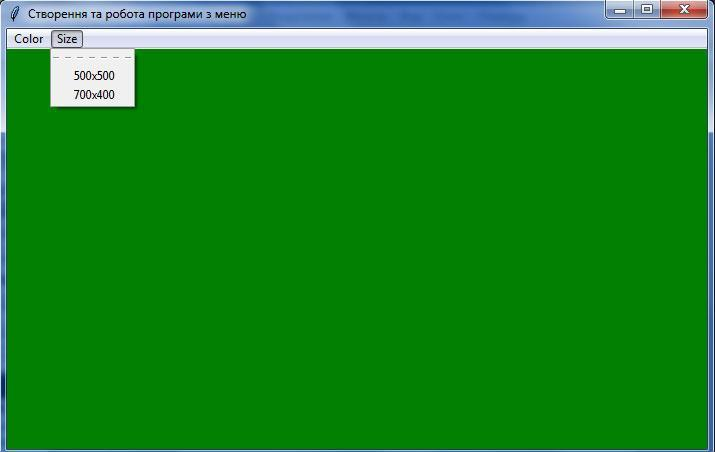 Створення та робота програми з меню
Color Size
500x500
700x400